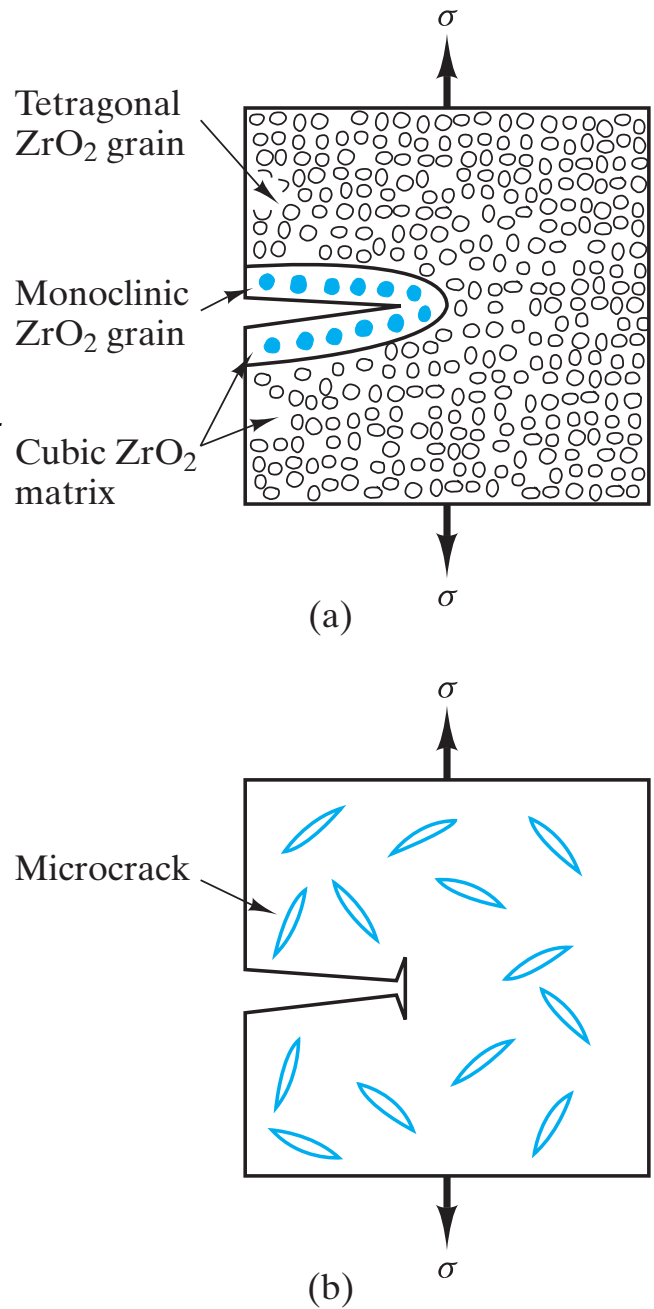 σ
Tetragonal
ZrO₂ grain
Monoclinic
ZrO₂ grain
Cubic ZrO₂
matrix
σ
(a)
σ
Microcrack
σ
(b)